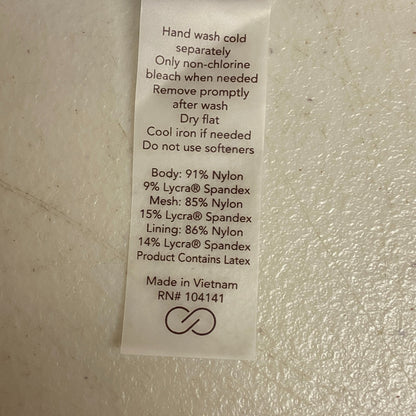 Hand wash cold
separately
Only non-chlorine
bleach when needed
Remove promptly
after wash
Dry flat
Cool iron if needed
Do not use softeners
Body: 91% Nylon
9% Lycra® Spandex
Mesh: 85% Nylon
15% Lycra® Spandex
Lining: 86% Nylon
14% Lycra® Spandex
Product Contains Latex
Made in Vietnam
RN# 104141